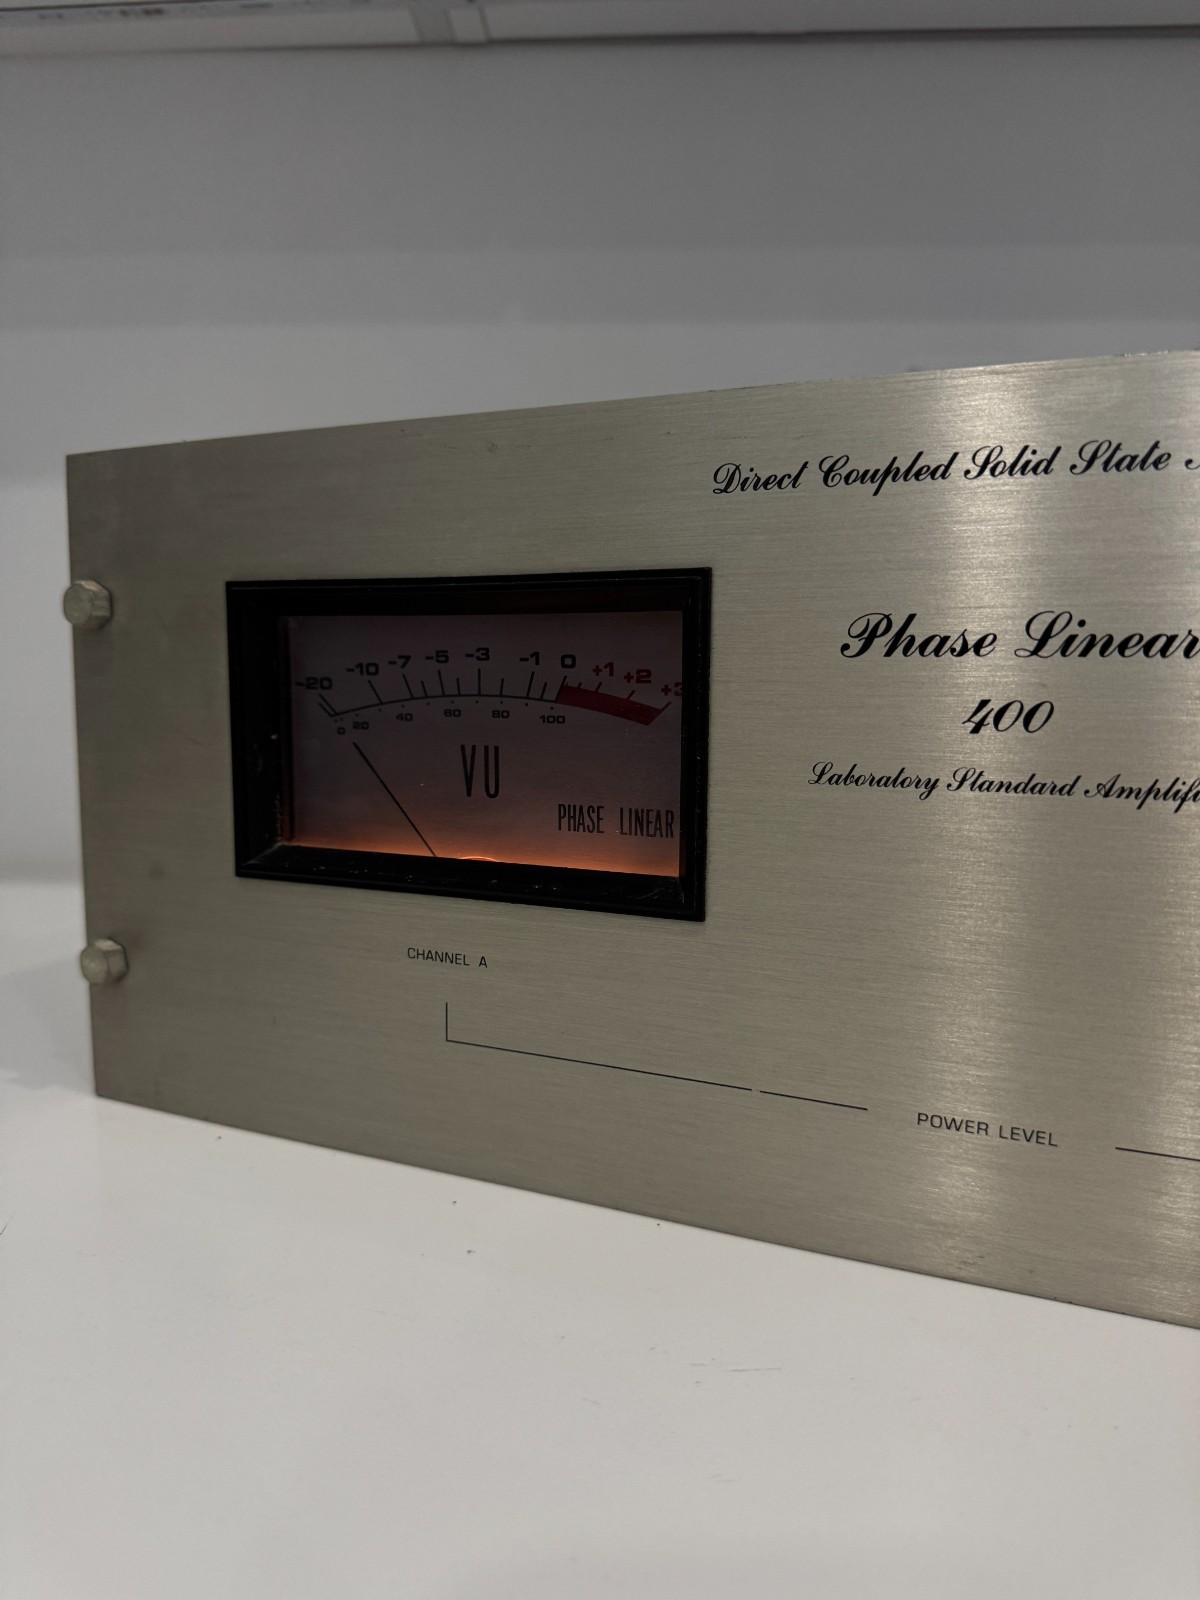 Direct Coupled Solid State
Phase Linear
400
Laboratory Standard
-20 -10 -7 -5 -3 -1 0 +1 +2 +3
0 20 40 60 80 100
VU
PHASE LINEAR
CHANNEL A
POWER LEVEL